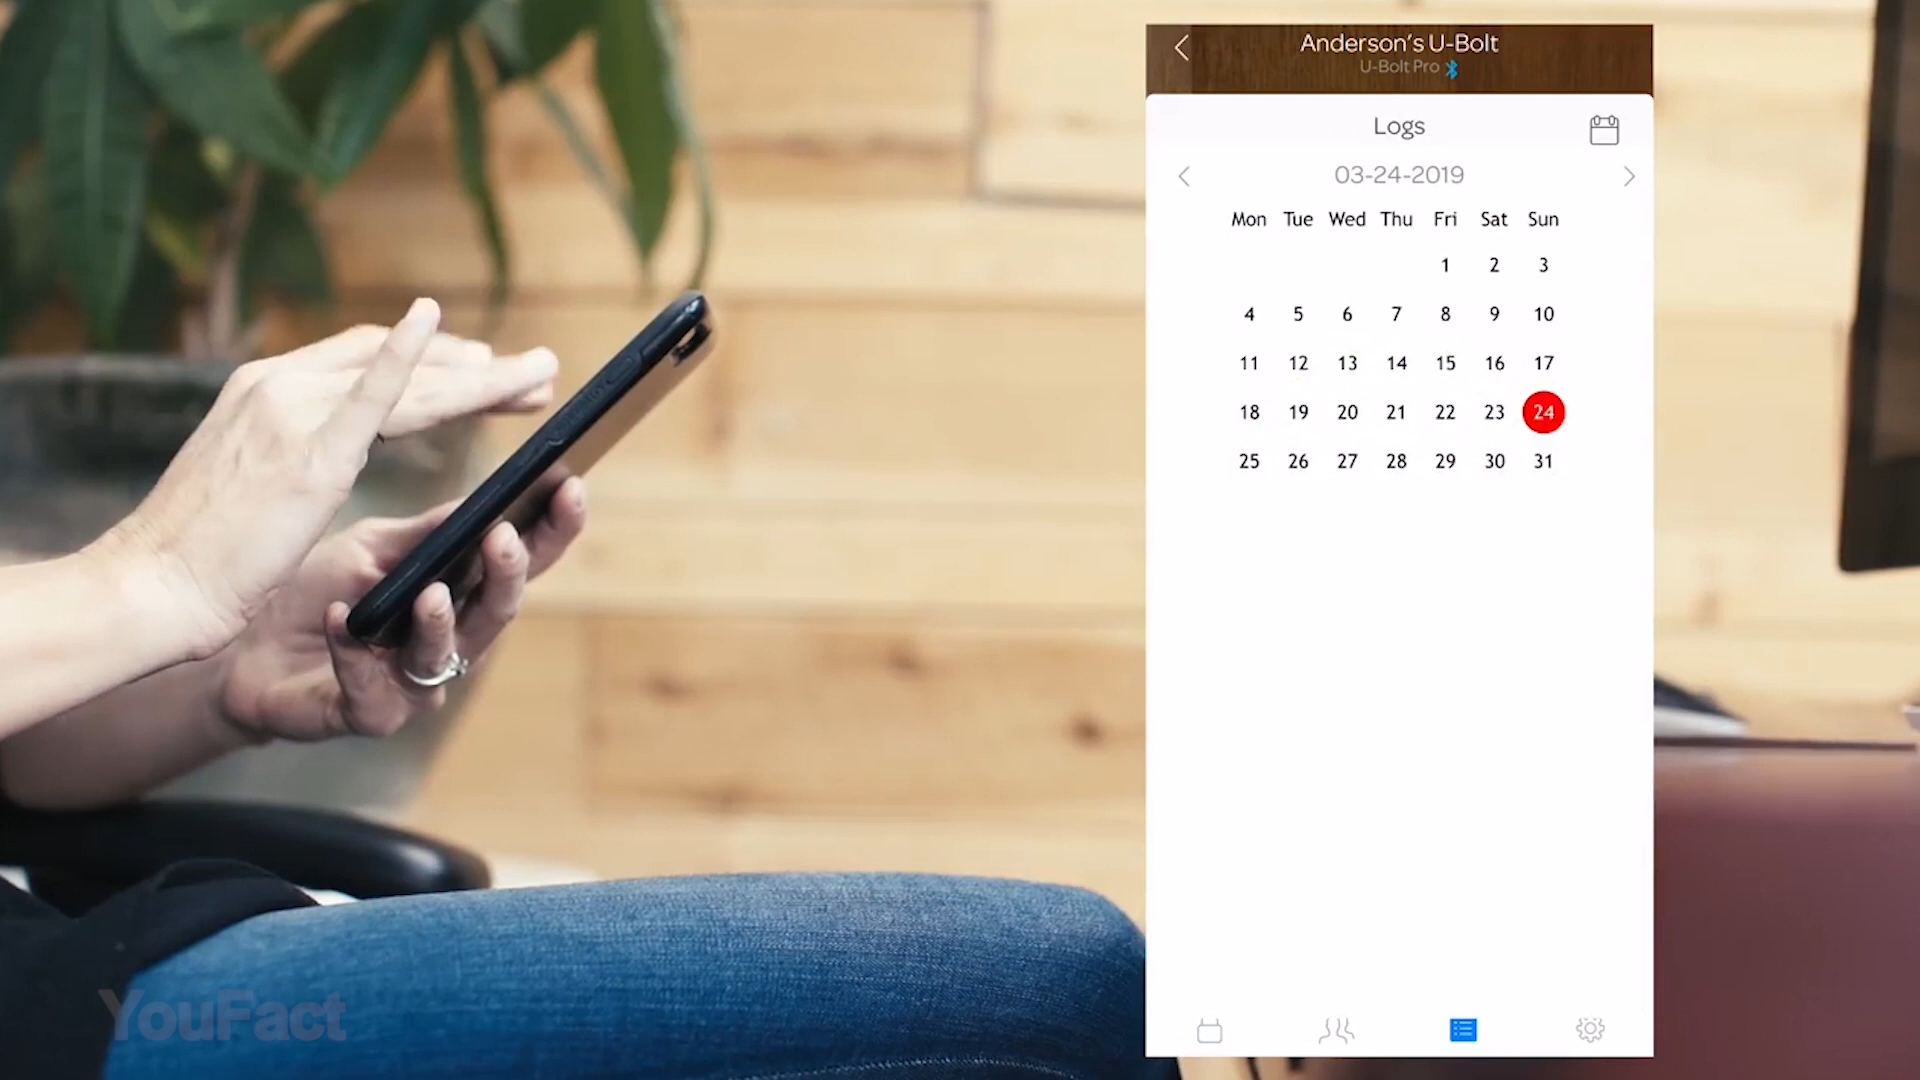 Anderson's U-Bolt
U-Bolt Pro
Logs
03-24-2019
Mon Tue Wed Thu Fri Sat Sun
1 2 3
4 5 6 7 8 9 10
11 12 13 14 15 16 17
18 19 20 21 22 23 24
25 26 27 28 29 30 31
YouFact